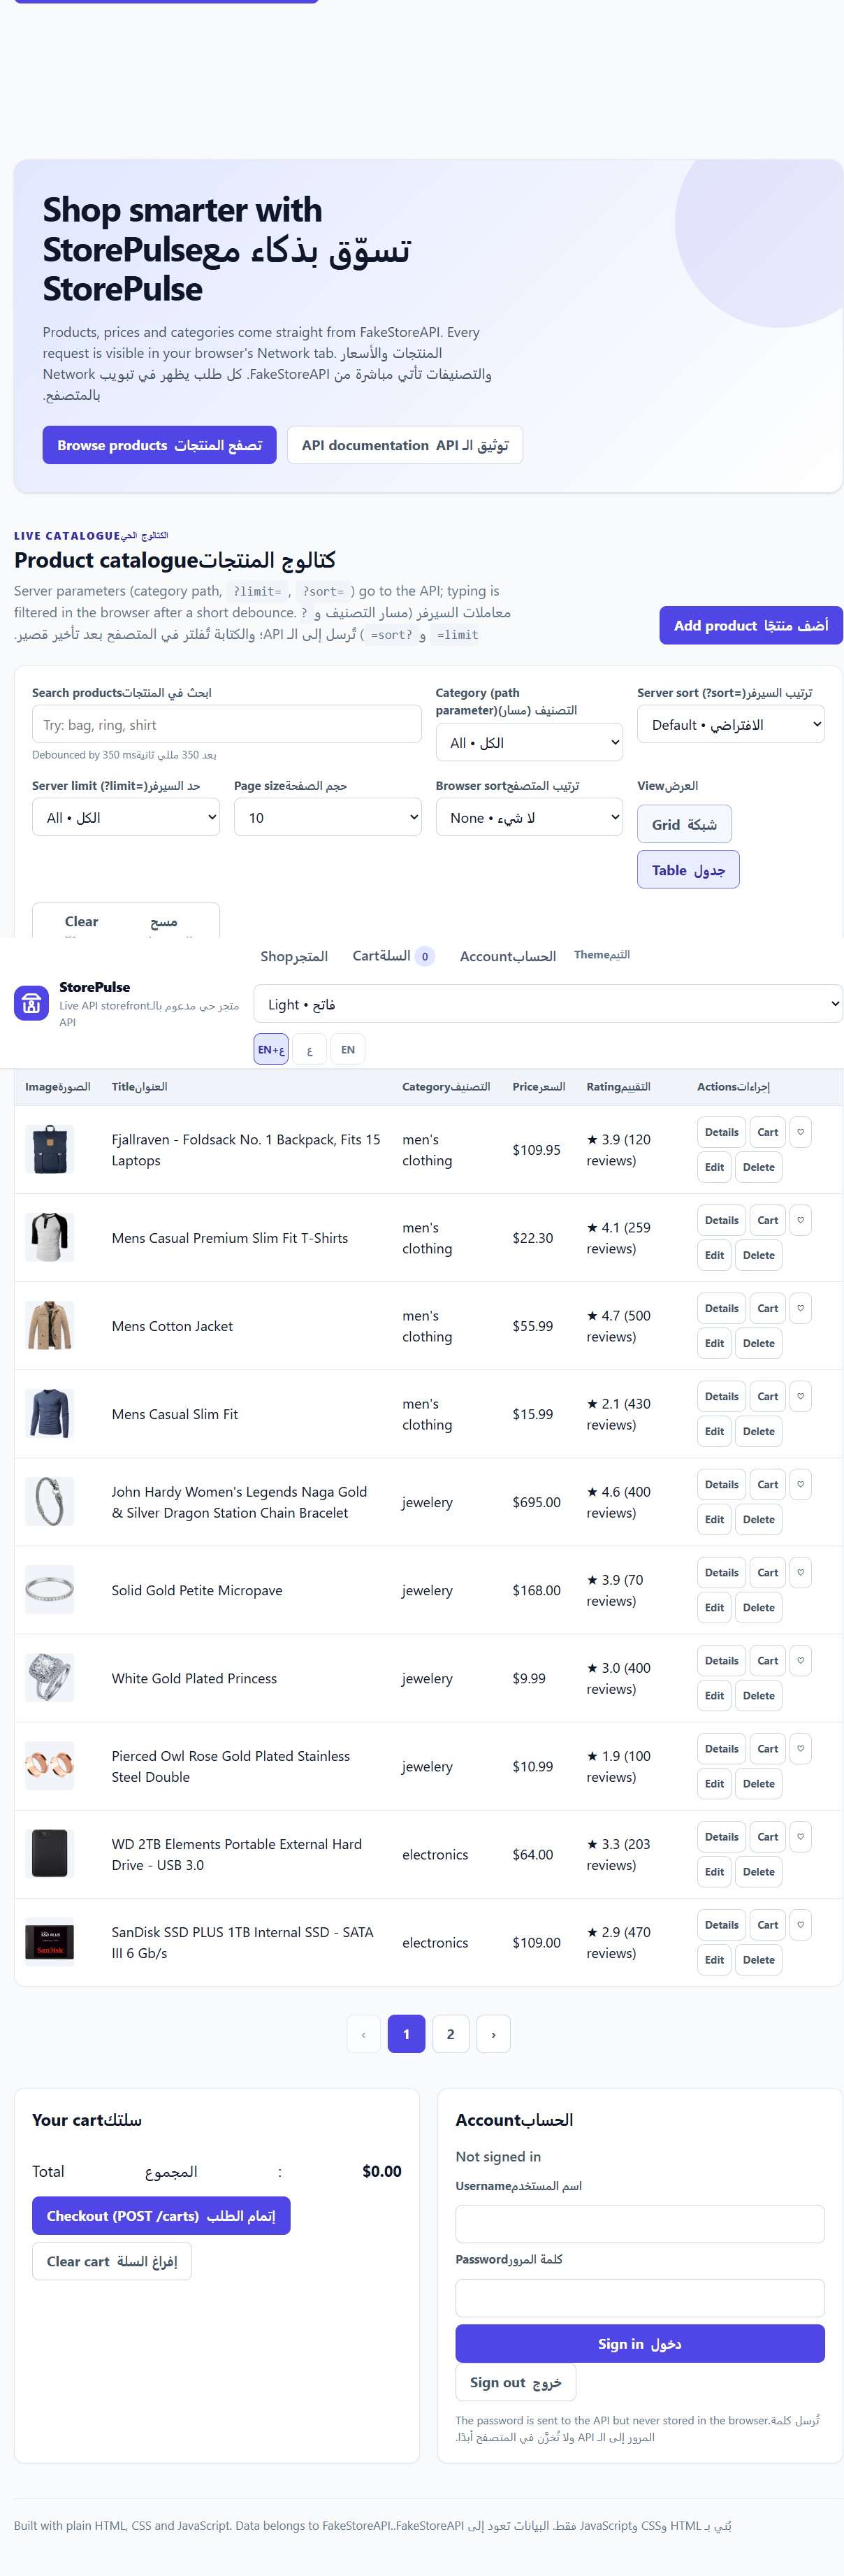 Shop smarter with
StorePulseتسوّق بذكاء مع
StorePulse
Products, prices and categories come straight from FakeStoreAPI. Every
request is visible in your browser's Network tab. المنتجات والأسعار
والتصنيفات تأتي مباشرة من FakeStoreAPI. كل طلب يظهر في تبويب Network
بالمتصفح.
Browse products تصفح المنتجات
API documentation توثيق الـ API
LIVE CATALOGUEالكتالوج الحي
Product catalogueكتالوج المنتجات
Server parameters (category path, ?limit= , ?sort= ) go to the API; typing is
filtered in the browser after a short debounce. معاملات السيرفر (مسار التصنيف و ?
limit= و ?sort= ) تُرسل إلى الـ API؛ والكتابة تُفلتر في المتصفح بعد تأخير قصير.
Add product أضف منتجًا
Search productsابحث في المنتجات
Try: bag, ring, shirt
Debounced by 350 msبعد 350 مللي ثانية
Category (path
parameter)التصنيف (مسار)
All • الكل
Server sort (?sort=)ترتيب السيرفر
Default • الافتراضي
Server limit (?limit=)حد السيرفر
All • الكل
Page sizeحجم الصفحة
10
Browser sortترتيب المتصفح
None • لا شيء
Viewالعرض
Grid شبكة
Table جدول
Clear مسح
StorePulse
Live API storefrontمتجر حي مدعوم بالـ
API
Shopالمتجر
Cartالسلة 0
Accountالحساب
Themeالثيم
Light • فاتح
EN+ع
ع
EN
Imageالصورة Titleالعنوان Categoryالتصنيف Priceالسعر Ratingالتقييم Actionsإجراءات
Fjallraven - Foldsack No. 1 Backpack, Fits 15
Laptops
men's
clothing
$109.95
★ 3.9 (120
reviews)
Details Cart ♡
Edit Delete
Mens Casual Premium Slim Fit T-Shirts
men's
clothing
$22.30
★ 4.1 (259
reviews)
Details Cart ♡
Edit Delete
Mens Cotton Jacket
men's
clothing
$55.99
★ 4.7 (500
reviews)
Details Cart ♡
Edit Delete
Mens Casual Slim Fit
men's
clothing
$15.99
★ 2.1 (430
reviews)
Details Cart ♡
Edit Delete
John Hardy Women's Legends Naga Gold
& Silver Dragon Station Chain Bracelet
jewelery
$695.00
★ 4.6 (400
reviews)
Details Cart ♡
Edit Delete
Solid Gold Petite Micropave
jewelery
$168.00
★ 3.9 (70
reviews)
Details Cart ♡
Edit Delete
White Gold Plated Princess
jewelery
$9.99
★ 3.0 (400
reviews)
Details Cart ♡
Edit Delete
Pierced Owl Rose Gold Plated Stainless
Steel Double
jewelery
$10.99
★ 1.9 (100
reviews)
Details Cart ♡
Edit Delete
WD 2TB Elements Portable External Hard
Drive - USB 3.0
electronics
$64.00
★ 3.3 (203
reviews)
Details Cart ♡
Edit Delete
SSD PLUS
SanDisk
SanDisk SSD PLUS 1TB Internal SSD - SATA
III 6 Gb/s
electronics
$109.00
★ 2.9 (470
reviews)
Details Cart ♡
Edit Delete
‹ 1 2 ›
Your cartسلتك
Total المجموع : $0.00
Checkout (POST /carts) إتمام الطلب
Clear cart إفراغ السلة
Accountالحساب
Not signed in
Usernameاسم المستخدم
Passwordكلمة المرور
Sign in دخول
Sign out خروج
The password is sent to the API but never stored in the browser.تُرسل كلمة
المرور إلى الـ API ولا تُخزَّن في المتصفح أبدًا.
Built with plain HTML, CSS and JavaScript. Data belongs to FakeStoreAPI.بُني بـ HTML وCSS وJavaScript فقط. البيانات تعود إلى FakeStoreAPI.